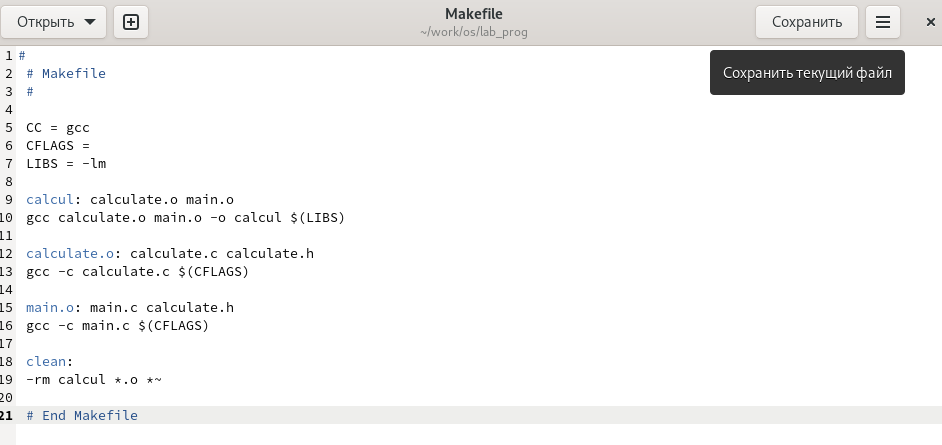 Открыть
Makefile
~/work/os/lab_prog
Сохранить
Сохранить текущий файл
1 #
2 # Makefile
3 #
4
5 CC = gcc
6 CFLAGS =
7 LIBS = -lm
8
9 calcul: calculate.o main.o
10 gcc calculate.o main.o -o calcul $(LIBS)
11
12 calculate.o: calculate.c calculate.h
13 gcc -c calculate.c $(CFLAGS)
14
15 main.o: main.c calculate.h
16 gcc -c main.c $(CFLAGS)
17
18 clean:
19 -rm calcul *.o *~
20
21 # End Makefile